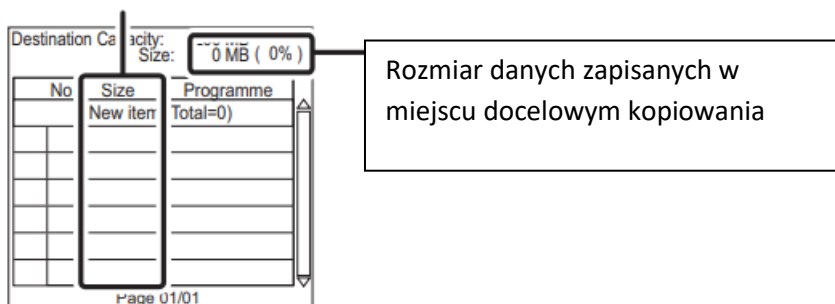 Destination Capacity:
Size: 0 MB ( 0% )
Rozmiar danych zapisanych w
miejscu docelowym kopiowania
No Size Programme
New item Total=0)
Page 01/01